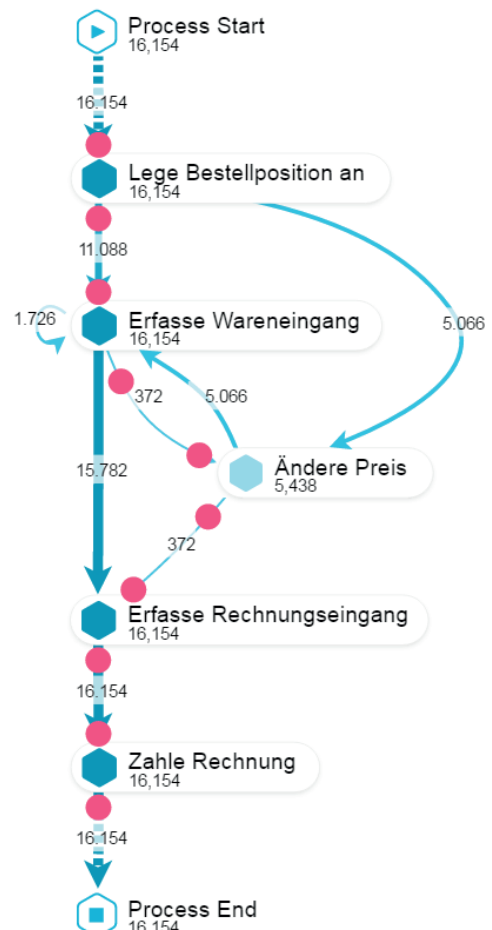 Process Start
16,154
16.154
Lege Bestellposition an
16,154
11.088
5.066
1.726
Erfasse Wareneingang
16,154
372
5.066
15.782
Ändere Preis
5,438
372
Erfasse Rechnungseingang
16,154
16.154
Zahle Rechnung
16,154
16.154
Process End
16,154